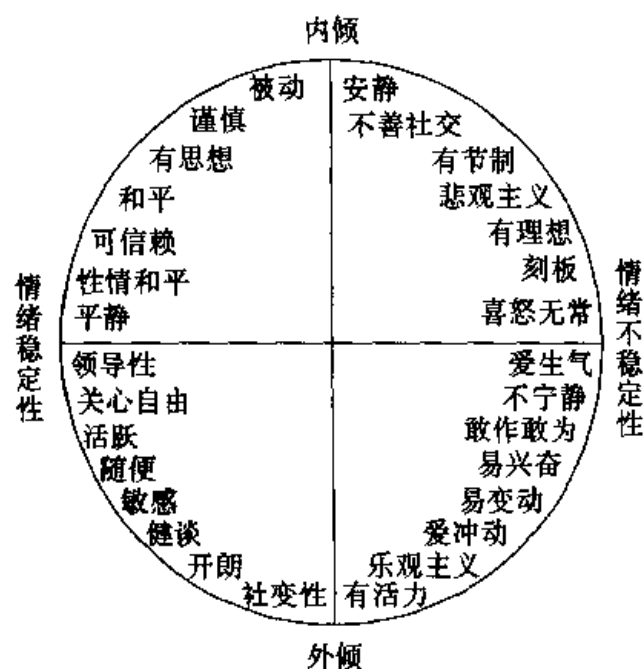 内倾
被动 安静
谨慎 不善社交
有思想 有节制
和平 悲观主义
可信赖 有理想
性情和平 刻板
平静 喜怒无常
情绪稳定性
情绪不稳定性
领导性 爱生气
关心自由 不宁静
活跃 敢作敢为
随便 易兴奋
敏感 易变动
健谈 爱冲动
开朗 乐观主义
社变性 有活力
外倾